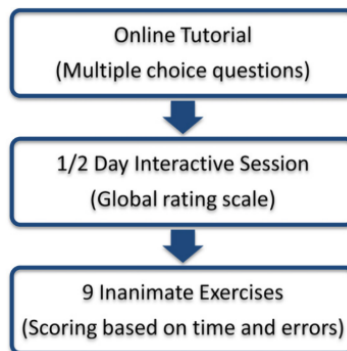 Online Tutorial
(Multiple choice questions)
1/2 Day Interactive Session
(Global rating scale)
9 Inanimate Exercises
(Scoring based on time and errors)